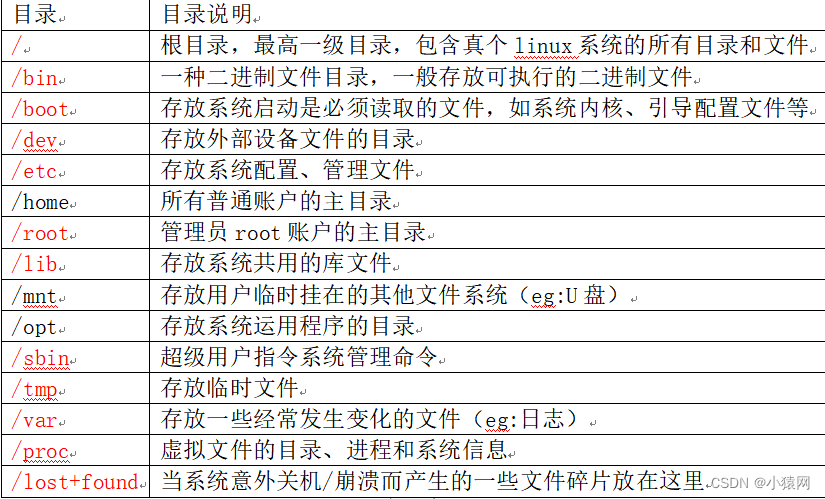 目录 目录说明
/ 根目录，最高一级目录，包含真个 linux 系统的所有目录和文件
/bin 一种二进制文件目录，一般存放可执行的二进制文件
/boot 存放系统启动是必须读取的文件，如系统内核、引导配置文件等
/dev 存放外部设备文件的目录
/etc 存放系统配置、管理文件
/home 所有普通账户的主目录
/root 管理员 root 账户的主目录
/lib 存放系统共用的库文件
/mnt 存放用户临时挂在的其他文件系统（eg:U 盘）
/opt 存放系统运用程序的目录
/sbin 超级用户指令系统管理命令
/tmp 存放临时文件
/var 存放一些经常发生变化的文件（eg:日志）
/proc 虚拟文件的目录、进程和系统信息
/lost+found 当系统意外关机/崩溃而产生的一些文件碎片放在这里
CSDN @小猿网